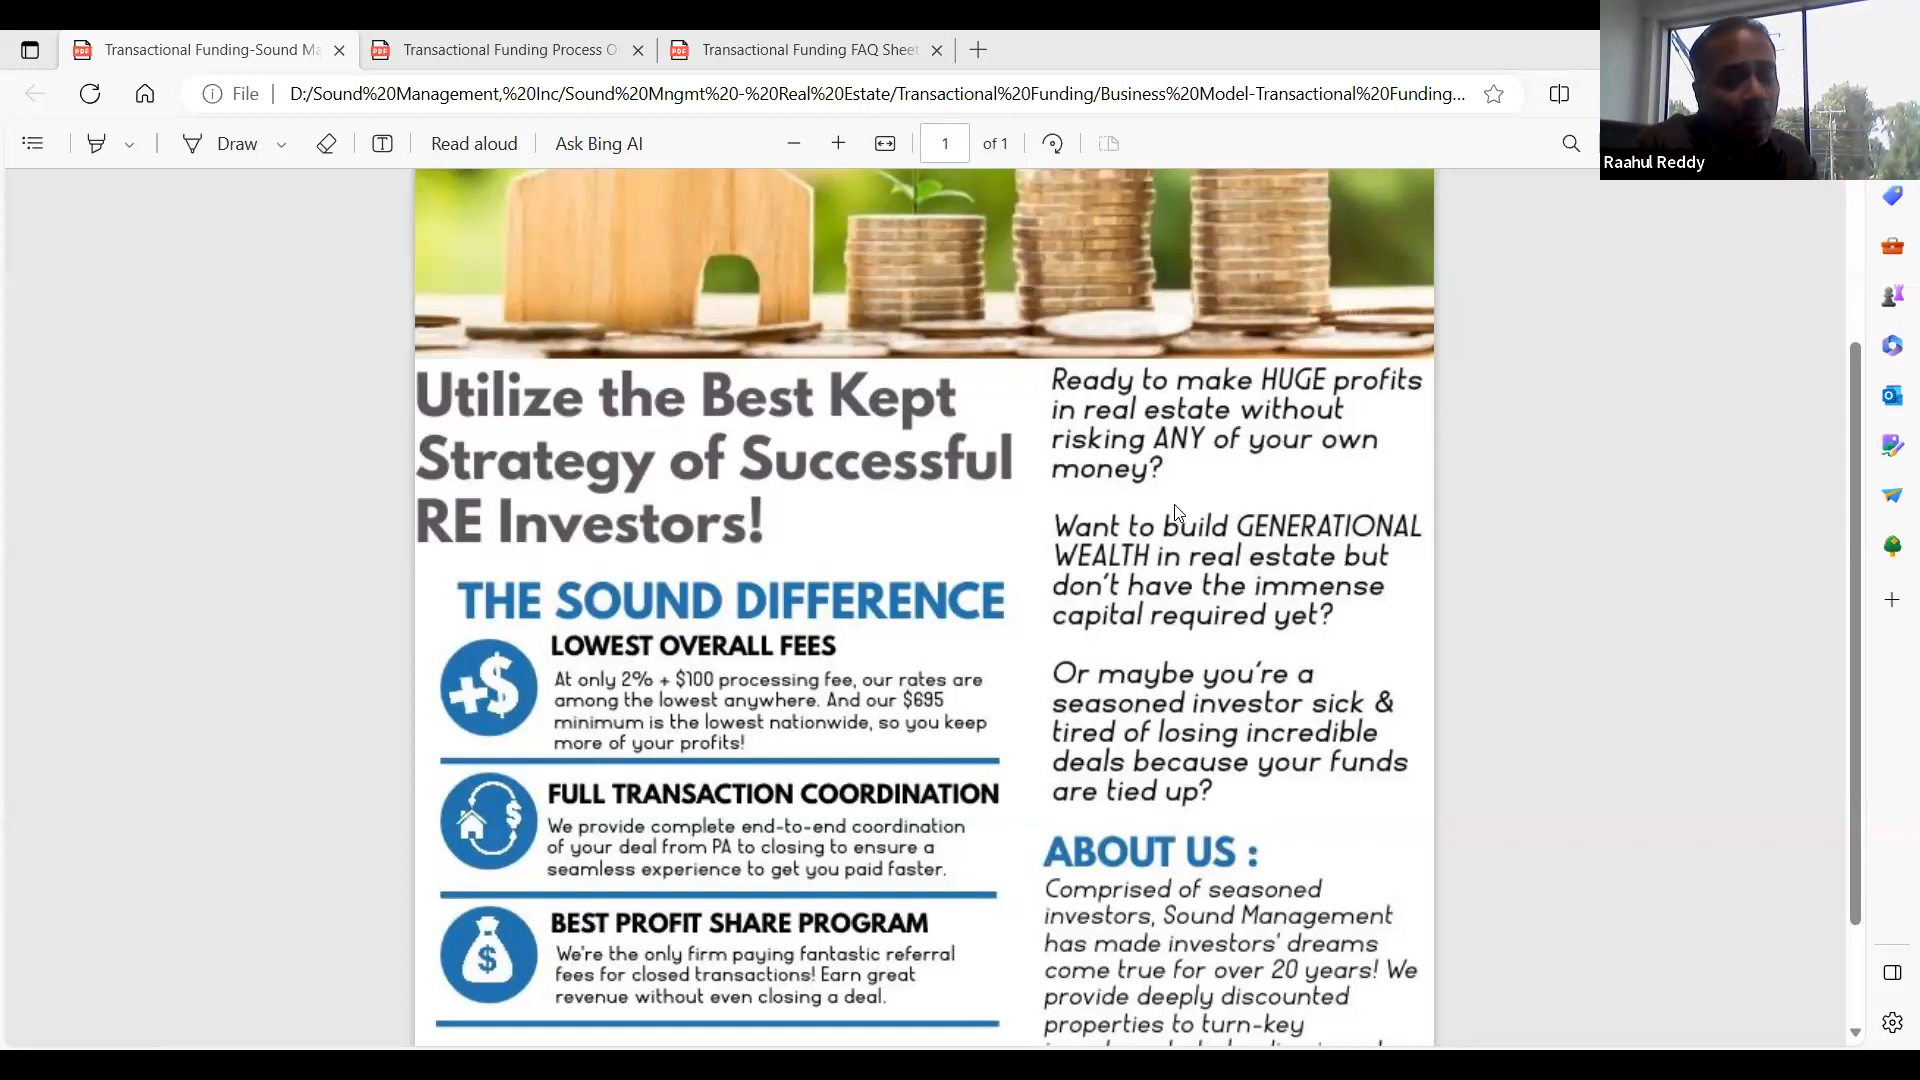 Transactional Funding-Sound Ma
Transactional Funding Process O
Transactional Funding FAQ Sheet
File
D:/Sound%20Management,%20Inc/Sound%20Mngmt%20-%20Real%20Estate/Transactional%20Funding/Business%20Model-Transactional%20Funding...
Draw
Read aloud
Ask Bing AI
1
of 1
Raahul Reddy
Utilize the Best Kept
Strategy of Successful
RE Investors!
THE SOUND DIFFERENCE
LOWEST OVERALL FEES
At only 2% + $100 processing fee, our rates are
among the lowest anywhere. And our $695
minimum is the lowest nationwide, so you keep
more of your profits!
FULL TRANSACTION COORDINATION
We provide complete end-to-end coordination
of your deal from PA to closing to ensure a
seamless experience to get you paid faster.
BEST PROFIT SHARE PROGRAM
We're the only firm paying fantastic referral
fees for closed transactions! Earn great
revenue without even closing a deal.
Ready to make HUGE profits
in real estate without
risking ANY of your own
money?
Want to build GENERATIONAL
WEALTH in real estate but
don't have the immense
capital required yet?
Or maybe you're a
seasoned investor sick &
tired of losing incredible
deals because your funds
are tied up?
ABOUT US :
Comprised of seasoned
investors, Sound Management
has made investors' dreams
come true for over 20 years! We
provide deeply discounted
properties to turn-key